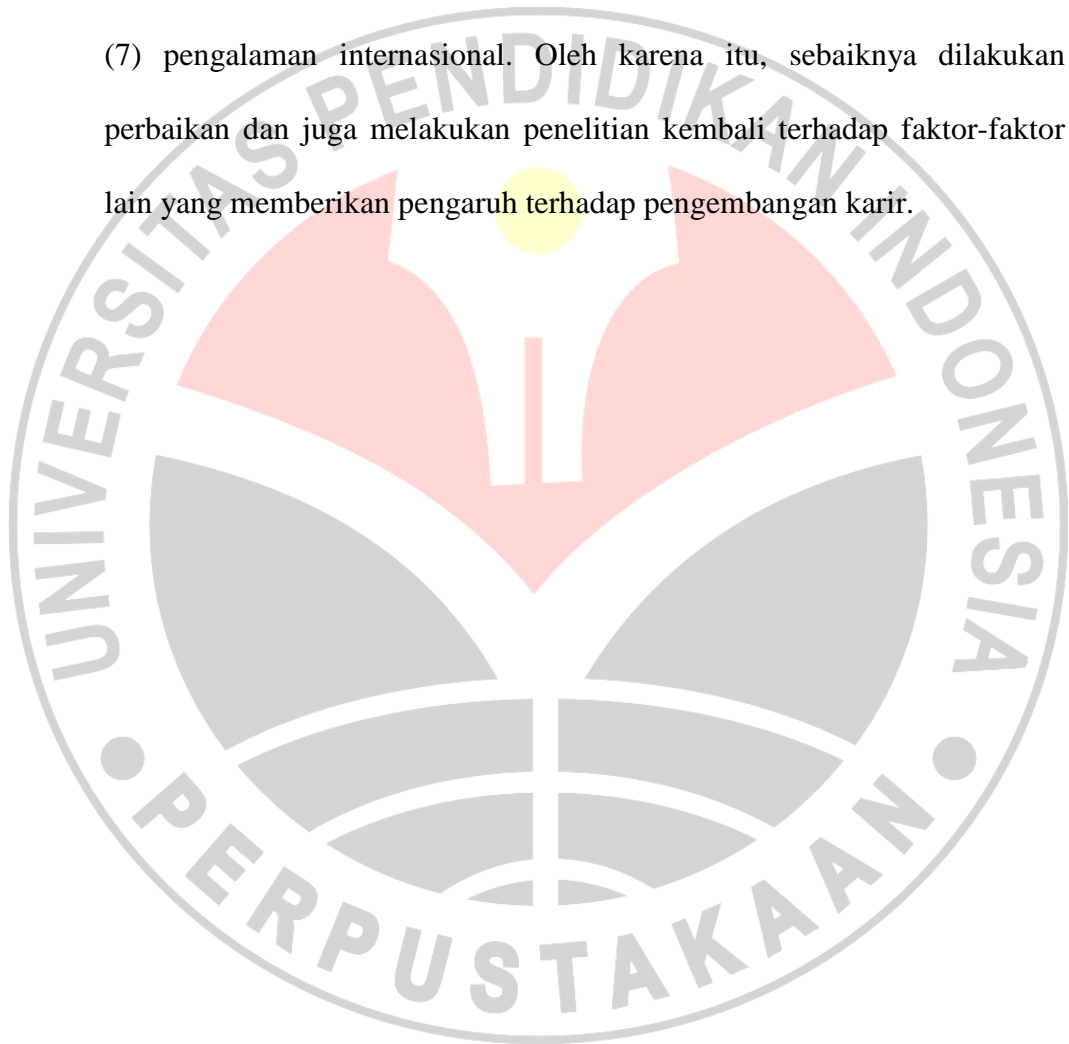 (7) pengalaman internasional. Oleh karena itu, sebaiknya dilakukan
perbaikan dan juga melakukan penelitian kembali terhadap faktor-faktor
lain yang memberikan pengaruh terhadap pengembangan karir.
UNIVERSITAS PENDIDIKAN INDONESIA
PERPUSTAKAAN